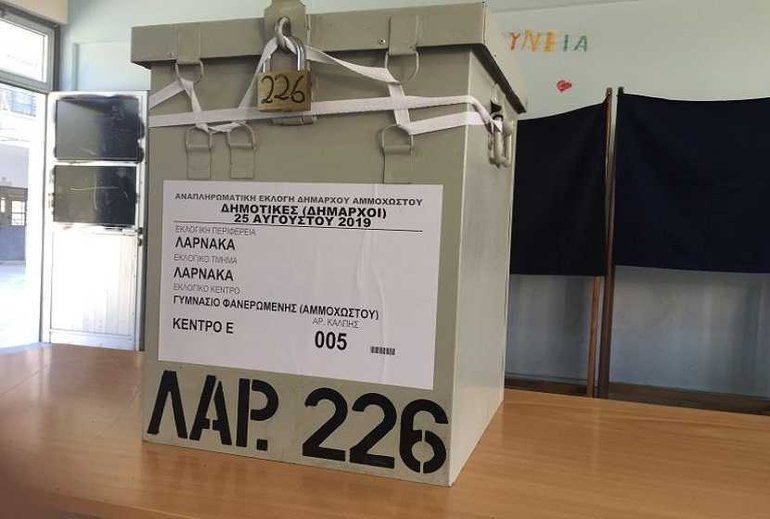 ΥΝΕΙΑ
226
ΑΝΑΠΛΗΡΩΜΑΤΙΚΗ ΕΚΛΟΓΗ ΔΗΜΑΡΧΟΥ ΑΜΜΟΧΩΣΤΟΥ
ΔΗΜΟΤΙΚΕΣ (ΔΗΜΑΡΧΟΙ)
25 ΑΥΓΟΥΣΤΟΥ 2019
ΕΚΛΟΓΙΚΗ ΠΕΡΙΦΕΡΕΙΑ
ΛΑΡΝΑΚΑ
ΕΚΛΟΓΙΚΟ ΤΜΗΜΑ
ΛΑΡΝΑΚΑ
ΕΚΛΟΓΙΚΟ ΚΕΝΤΡΟ
ΓΥΜΝΑΣΙΟ ΦΑΝΕΡΩΜΕΝΗΣ (ΑΜΜΟΧΩΣΤΟΥ)
ΑΡ. ΚΑΛΠΗΣ
ΚΕΝΤΡΟ Ε 005
ΛΑΡ. 226